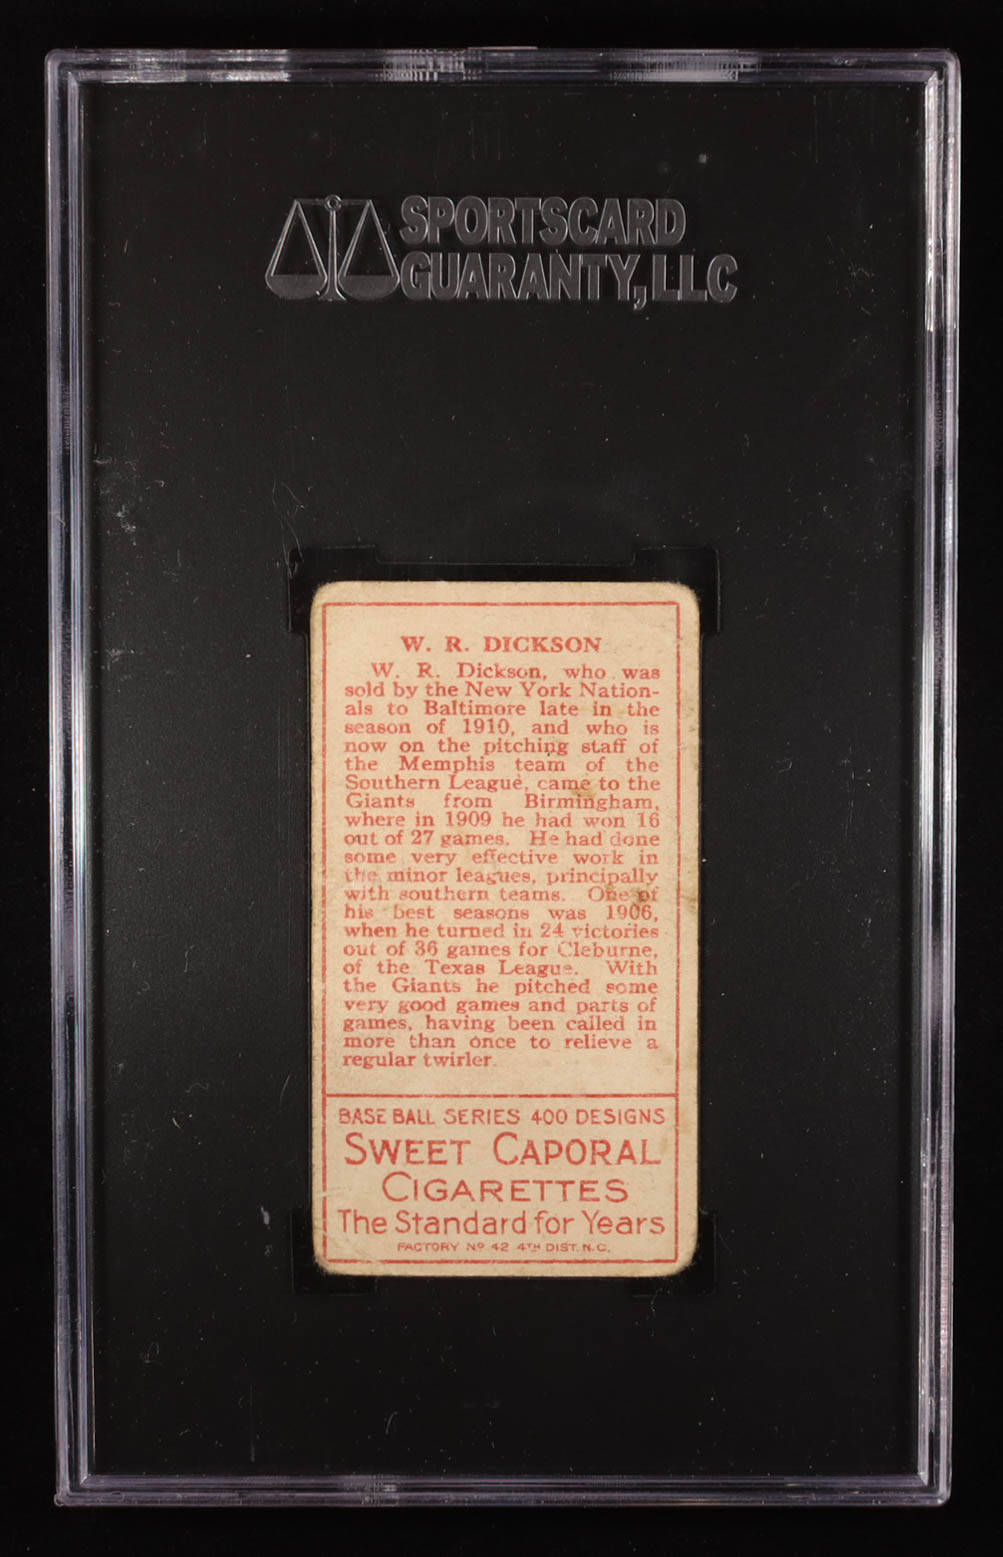 SPORTSCARD
GUARANTY, LLC
W. R. DICKSON
W. R. Dickson, who was
sold by the New York Nation-
als to Baltimore late in the
season of 1910, and who is
now on the pitching staff of
the Memphis team of the
Southern League, came to the
Giants from Birmingham,
where in 1909 he had won 16
out of 27 games. He had done
some very effective work in
the minor leagues, principally
with southern teams. One of
his best seasons was 1906,
when he turned in 24 victories
out of 36 games for Cleburne,
of the Texas League. With
the Giants he pitched some
very good games and parts of
games, having been called in
more than once to relieve a
regular twirler.
BASE BALL SERIES 400 DESIGNS
SWEET CAPORAL
CIGARETTES
The Standard for Years
FACTORY Nº 42 4TH DIST. N.C.